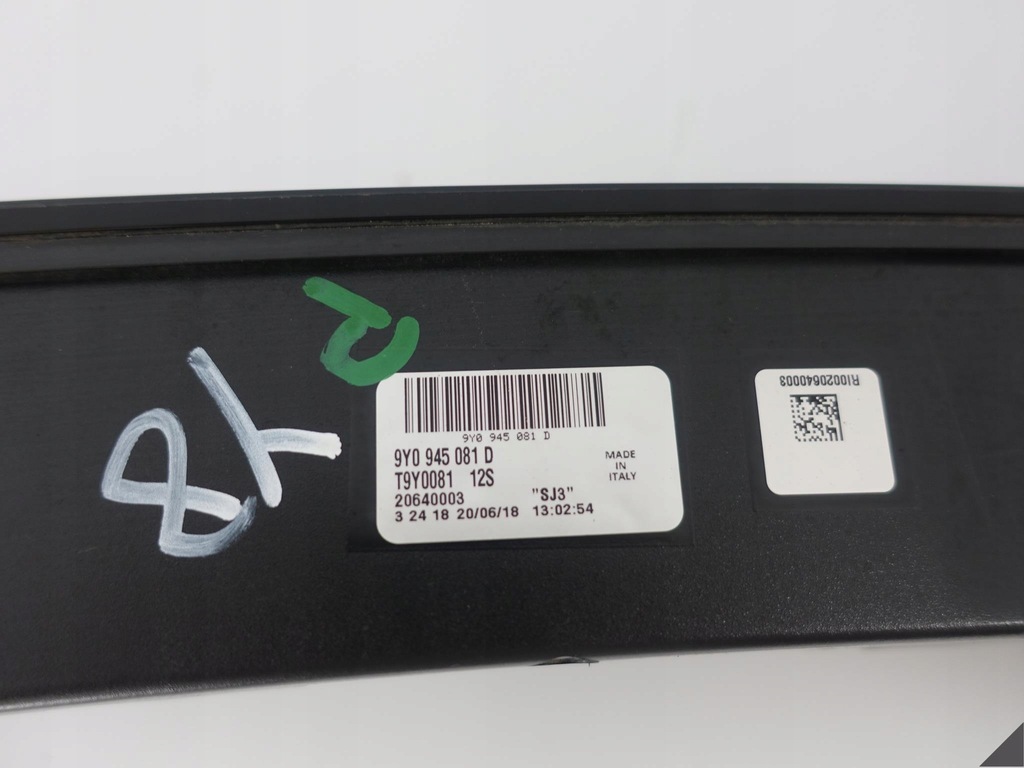 9Y0 945 081 D
9Y0 945 081 D
T9Y0081 12S
20640003 "SJ3"
3 24 18 20/06/18 13:02:54
MADE
IN
ITALY
RI0020640003